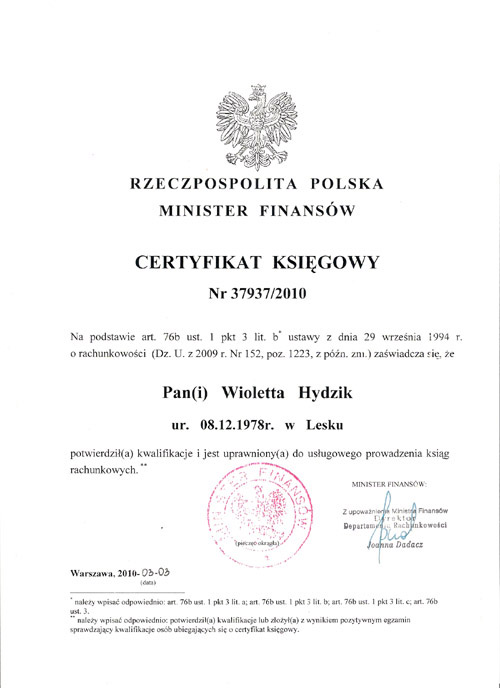 RZECZPOSPOLITA POLSKA
MINISTER FINANSÓW
CERTYFIKAT KSIĘGOWY
Nr 37937/2010
Na podstawie art. 76b ust. 1 pkt 3 lit. b* ustawy z dnia 29 września 1994 r.
o rachunkowości (Dz. U. z 2009 r. Nr 152, poz. 1223, z późn. zm.) zaświadcza się, że
Pan(i) Wioletta Hydzik
ur. 08.12.1978r. w Lesku
potwierdził(a) kwalifikacje i jest uprawniony(a) do usługowego prowadzenia ksiąg
rachunkowych. **
MINISTER FINANSÓW:
MINISTER FINANSÓW
Z upoważnienia Ministra Finansów
Dyrektor
Departamentu Rachunkowości
Joanna Dadacz
(pieczęć okrągła)
Warszawa, 2010-03-03
(data)
* należy wpisać odpowiednio: art. 76b ust. 1 pkt 3 lit. a; art. 76b ust. 1 pkt 3 lit. b; art. 76b ust. 1 pkt 3 lit. c; art. 76b
ust. 3.
** należy wpisać odpowiednio: potwierdził(a) kwalifikacje lub złożył(a) z wynikiem pozytywnym egzamin
sprawdzający kwalifikacje osób ubiegających się o certyfikat księgowy.